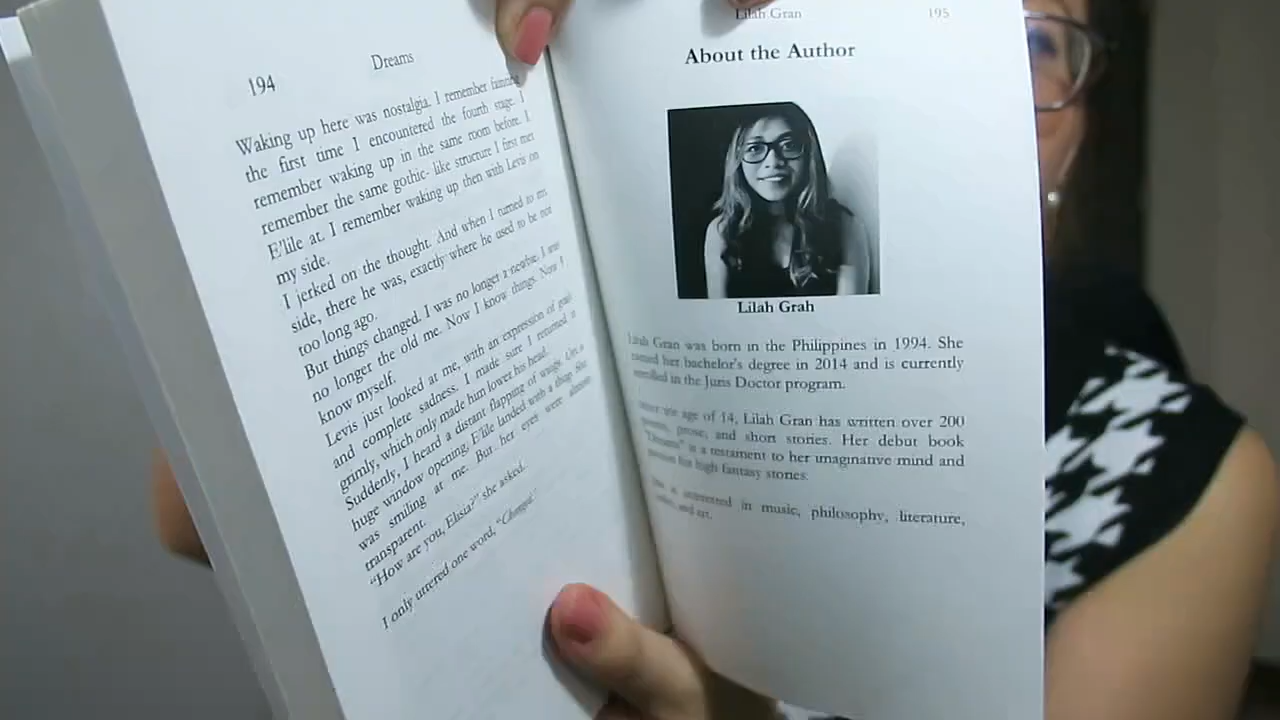 194
Dreams
Waking up here was nostalgia. I remember fainting
the first time I encountered the fourth stage. I
remember waking up in the same room before. I
remember the same gothic- like structure I first met
E'lile at. I remember waking up then with Levis on
my side.
I jerked on the thought. And when I turned to my
side, there he was, exactly where he used to be not
too long ago.
But things changed. I was no longer a newbie. I was
no longer the old me. Now I know things. Now I
know myself.
Levis just looked at me, with an expression of
and complete sadness. I made sure I returned it
grimly, which only made him lower his head.
Suddenly, I heard a distant flapping of wings. On a
huge window opening, E'lile landed with a thing. She
was smiling at me. But her eyes were almost
transparent.
"How are you, Elisia?" she asked.
I only uttered one word, "Changed."
Lilah Gran
195
About the Author
Lilah Grah
Lilah Gran was born in the Philippines in 1994. She
earned her bachelor's degree in 2014 and is currently
enrolled in the Juris Doctor program.
the age of 14, Lilah Gran has written over 200
poems, prose, and short stories. Her debut book
"Dreams" is a testament to her imaginative mind and
passion for high fantasy stories.
She is interested in music, philosophy, literature,
and art.